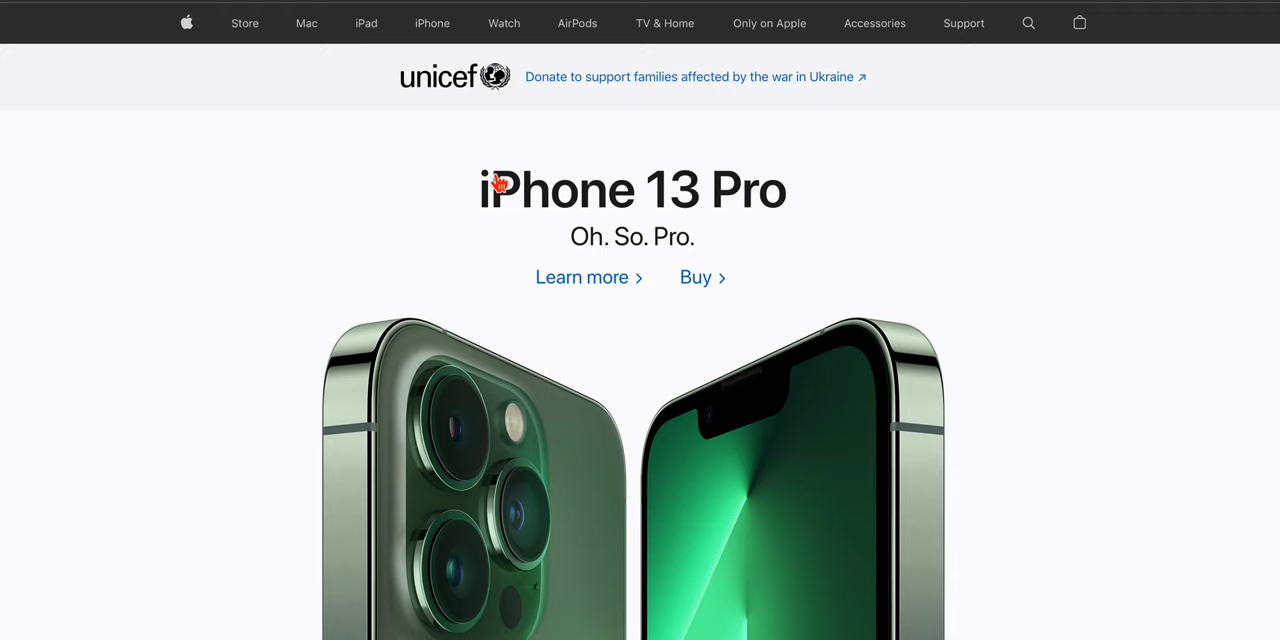 Store Mac iPad iPhone Watch AirPods TV & Home Only on Apple Accessories Support
unicef Donate to support families affected by the war in Ukraine ↗
iPhone 13 Pro
Oh. So. Pro.
Learn more > Buy >